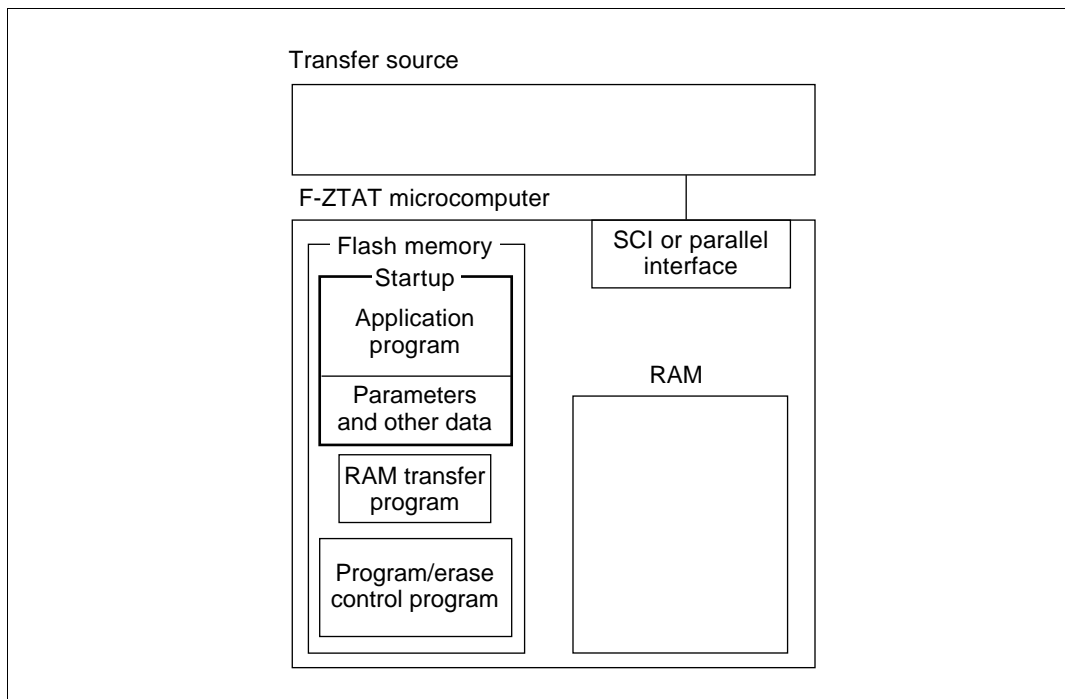 Transfer source
F-ZTAT microcomputer
Flash memory
Startup
Application
program
Parameters
and other data
RAM transfer
program
Program/erase
control program
SCI or parallel
interface
RAM